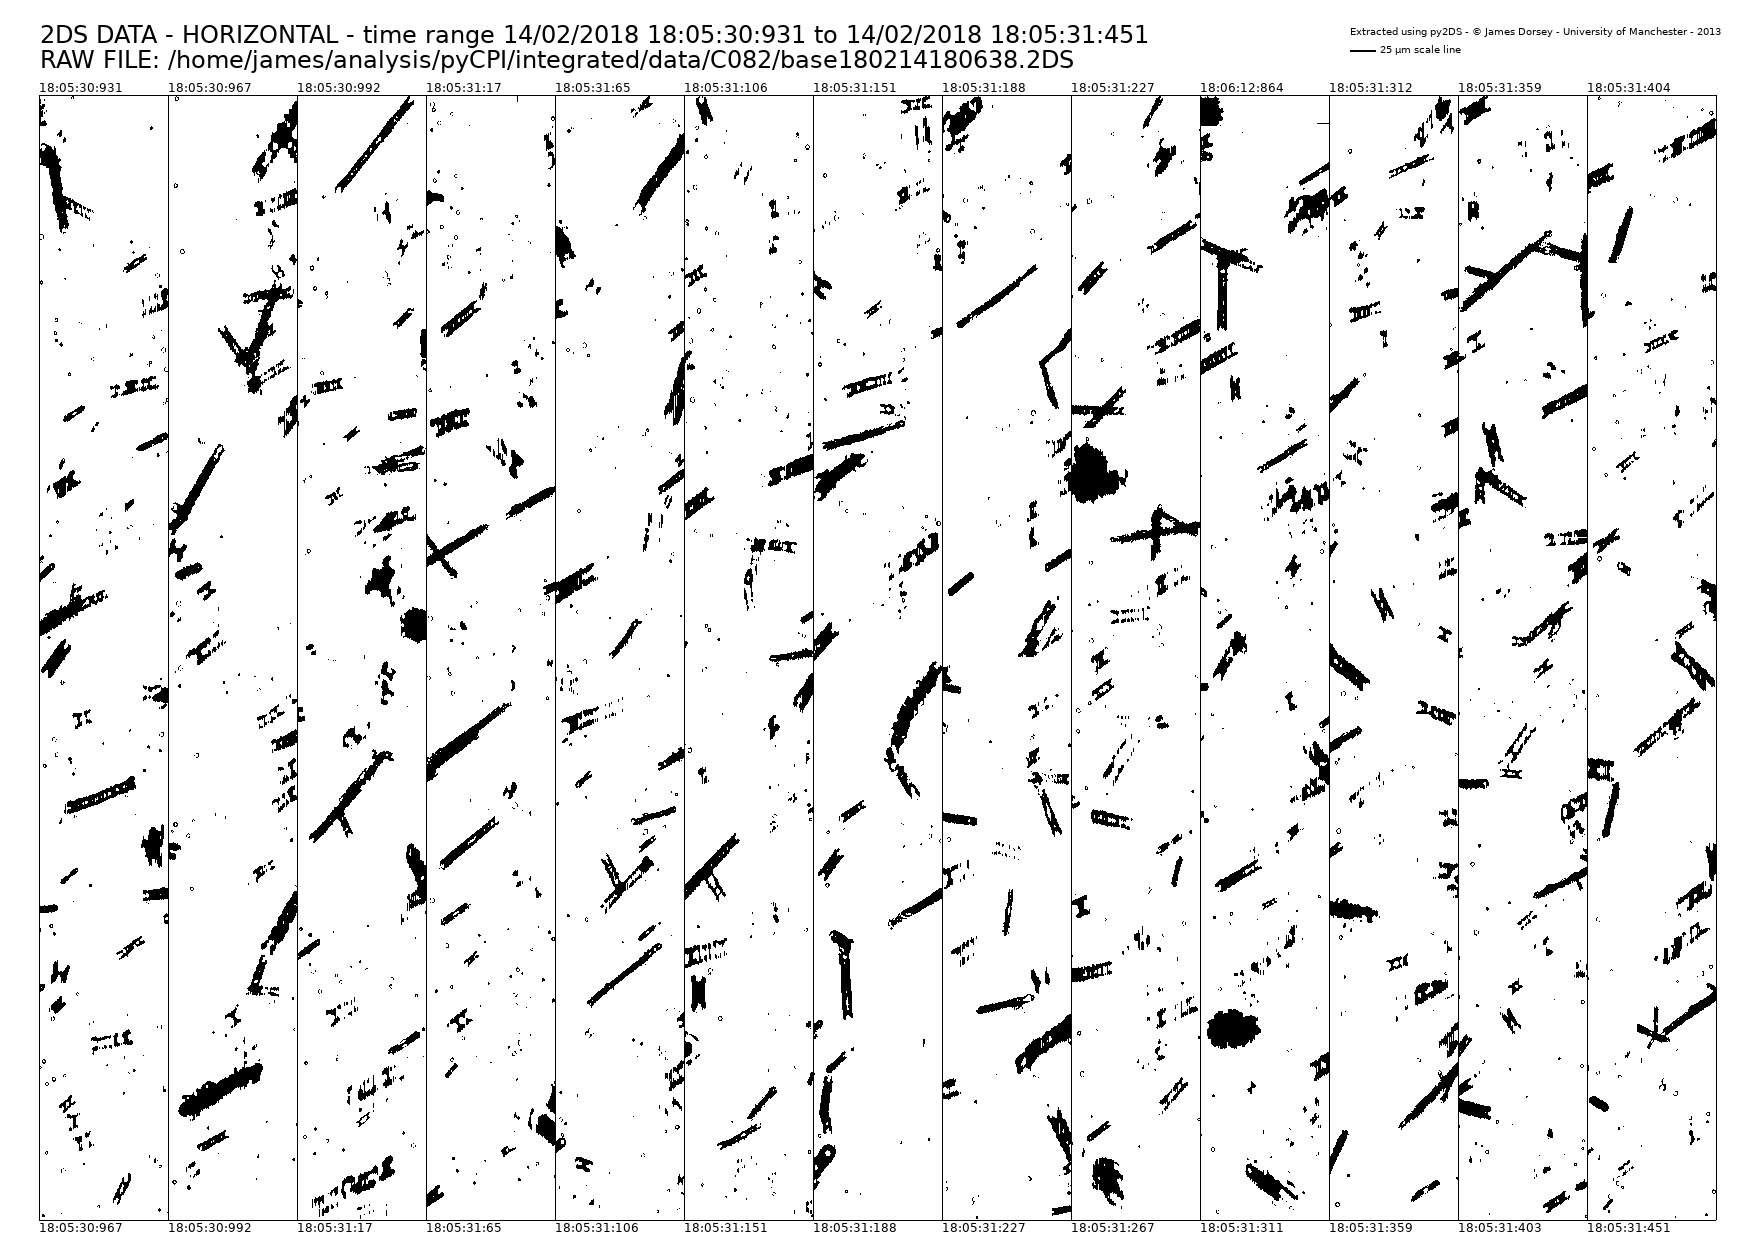 2DS DATA - HORIZONTAL - time range 14/02/2018 18:05:30:931 to 14/02/2018 18:05:31:451
RAW FILE: /home/james/analysis/pyCPI/integrated/data/C082/base180214180638.2DS
Extracted using py2DS - © James Dorsey - University of Manchester - 2013
25 µm scale line
18:05:30:931 18:05:30:967 18:05:30:992 18:05:31:17 18:05:31:65 18:05:31:106 18:05:31:151 18:05:31:188 18:05:31:227 18:06:12:864 18:05:31:312 18:05:31:359 18:05:31:404
18:05:30:967 18:05:30:992 18:05:31:17 18:05:31:65 18:05:31:106 18:05:31:151 18:05:31:188 18:05:31:227 18:05:31:267 18:05:31:311 18:05:31:359 18:05:31:403 18:05:31:451